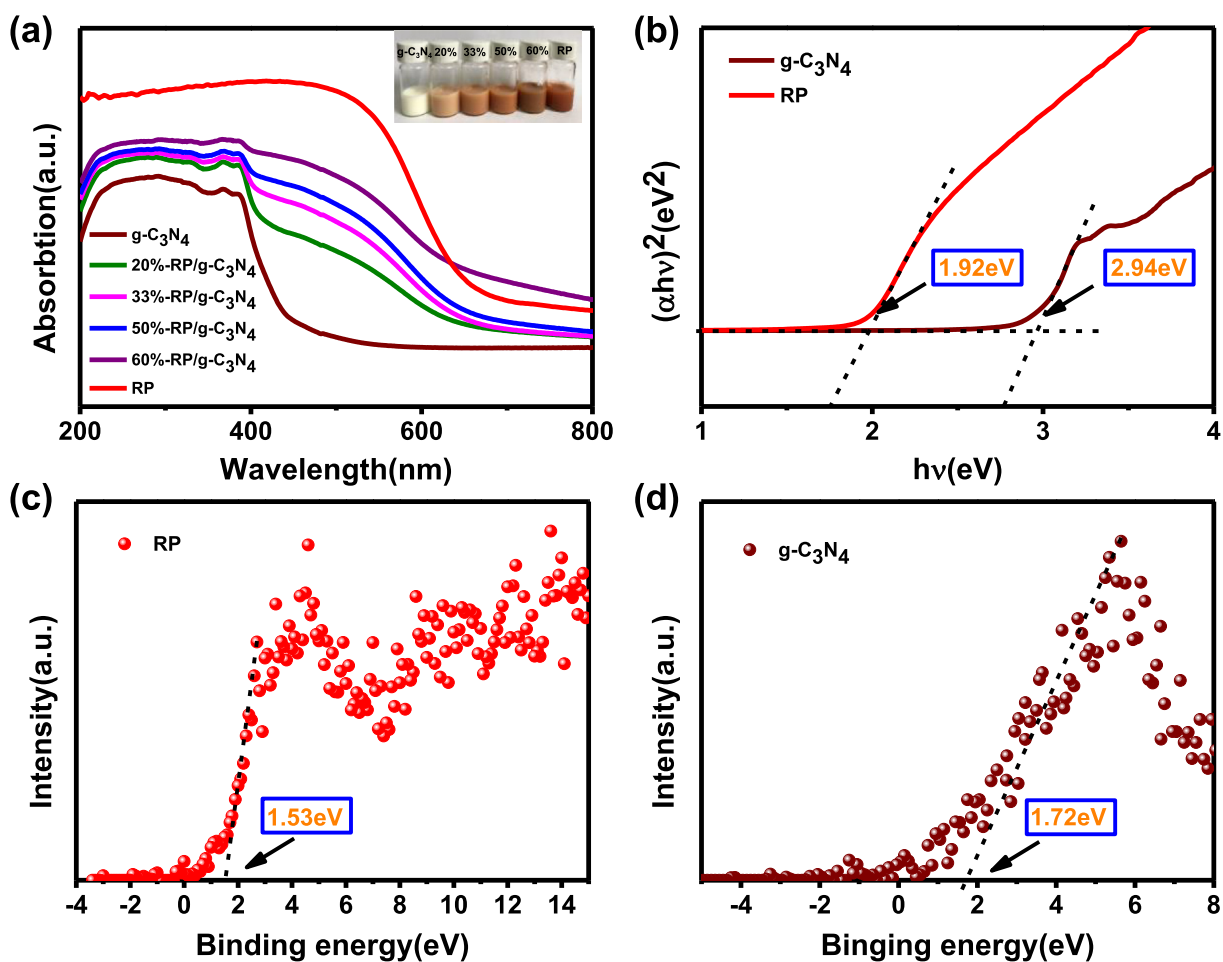 (a)
g-C3N4 20% 33% 50% 60% RP
Absorbtion(a.u.)
g-C3N4
20%-RP/g-C3N4
33%-RP/g-C3N4
50%-RP/g-C3N4
60%-RP/g-C3N4
RP
200 400 600 800
Wavelength(nm)
(b)
(αhν)2(eV2)
g-C3N4
RP
1.92eV
2.94eV
1 2 3 4
hν(eV)
(c)
Intensity(a.u.)
RP
1.53eV
-4 -2 0 2 4 6 8 10 12 14
Binding energy(eV)
(d)
Intensity(a.u.)
g-C3N4
1.72eV
-4 -2 0 2 4 6 8
Binging energy(eV)